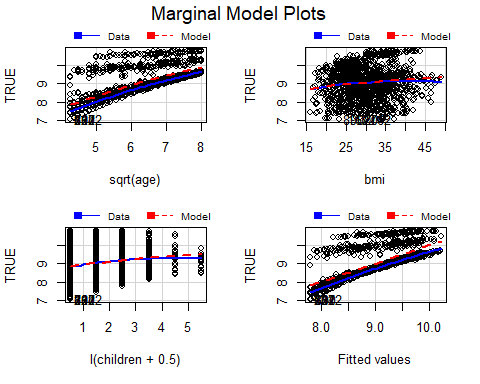 Marginal Model Plots
Data Model
TRUE
7 8 9
5 6 7 8
sqrt(age)
Data Model
TRUE
7 8 9
15 25 35 45
bmi
Data Model
TRUE
7 8 9
1 2 3 4 5
I(children + 0.5)
Data Model
TRUE
7 8 9
8.0 9.0 10.0
Fitted values